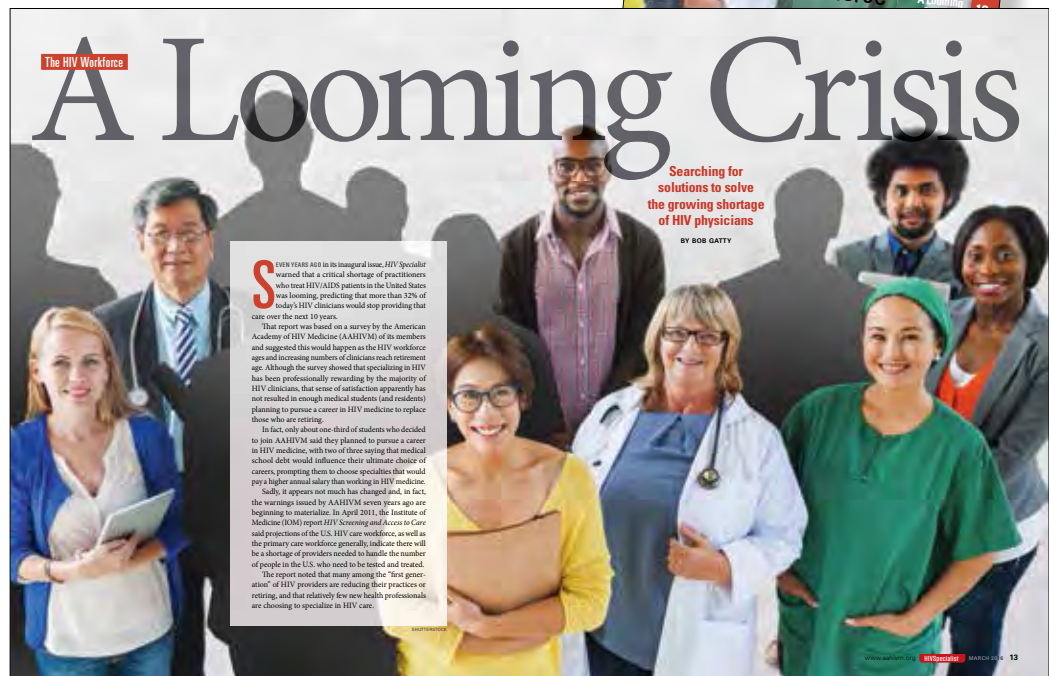 A Looming
The HIV Workforce
A Looming Crisis
Searching for
solutions to solve
the growing shortage
of HIV physicians
BY BOB GATTY
SEVEN YEARS AGO in its inaugural issue, HIV Specialist
warned that a critical shortage of practitioners
who treat HIV/AIDS patients in the United States
was looming, predicting that more than 32% of
today's HIV clinicians would stop providing that
care over the next 10 years.
That report was based on a survey by the American
Academy of HIV Medicine (AAHIVM) of its members
and suggested this would happen as the HIV workforce
ages and increasing numbers of clinicians reach retirement
age. Although the survey showed that specializing in HIV
has been professionally rewarding by the majority of
HIV clinicians, that sense of satisfaction apparently has
not resulted in enough medical students (and residents)
planning to pursue a career in HIV medicine to replace
those who are retiring.
In fact, only about one-third of students who decided
to join AAHIVM said they planned to pursue a career
in HIV medicine, with two of three saying that medical
school debt would influence their ultimate choice of
careers, prompting them to choose specialties that would
pay a higher annual salary than working in HIV medicine.
Sadly, it appears not much has changed and, in fact,
the warnings issued by AAHIVM seven years ago are
beginning to materialize. In April 2011, the Institute of
Medicine (IOM) report HIV Screening and Access to Care
said projections of the U.S. HIV care workforce, as well as
the primary care workforce generally, indicate there will
be a shortage of providers needed to handle the number
of people in the U.S. who need to be tested and treated.
The report noted that many among the "first gener-
ation" of HIV providers are reducing their practices or
retiring, and that relatively few new health professionals
are choosing to specialize in HIV care.
SHUTTERSTOCK
www.aahivm.org HIVSpecialist MARCH 13